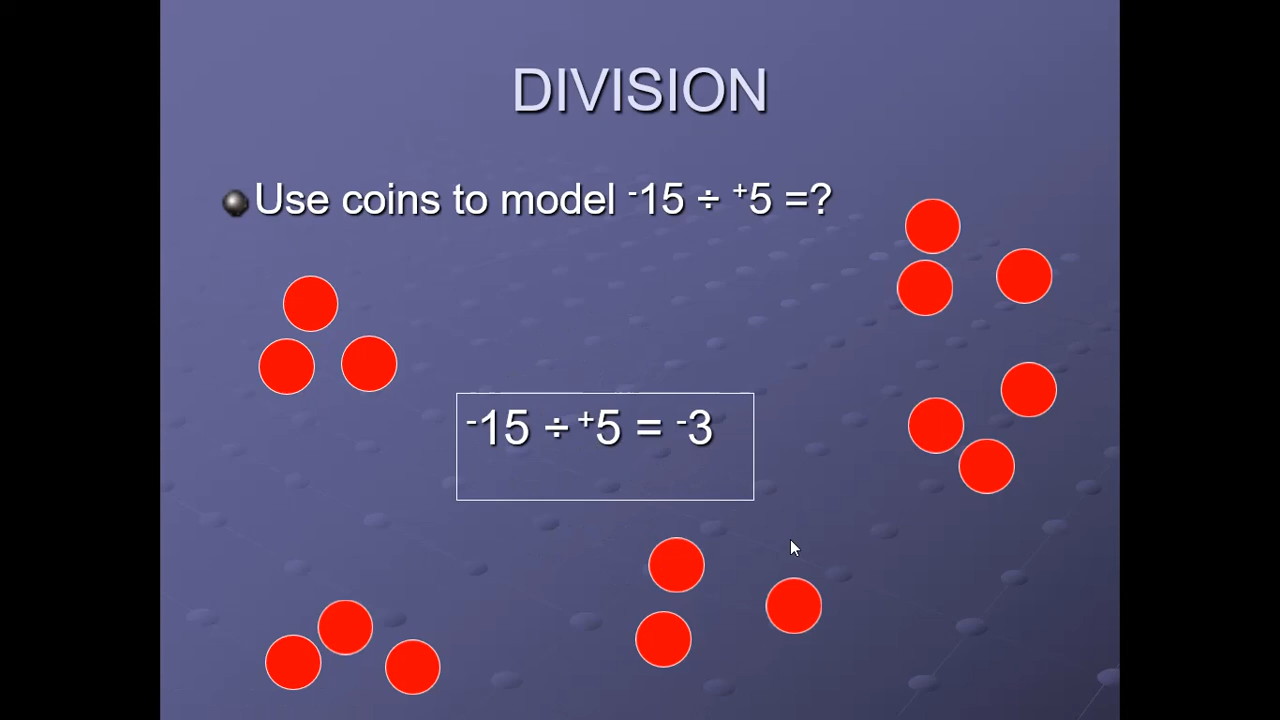 DIVISION
Use coins to model ⁻15 ÷ ⁺5 =?
⁻15 ÷ ⁺5 = ⁻3